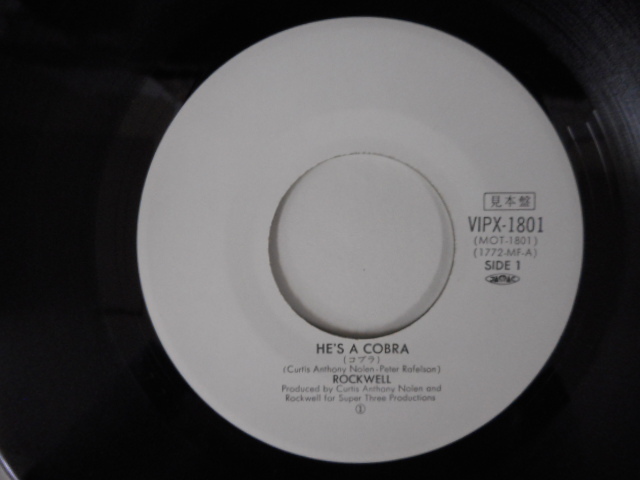 見本盤
VIPX-1801
(MOT-1801)
(1772-MF-A)
SIDE 1
HE'S A COBRA
(コブラ)
(Curtis Anthony Nolen-Peter Rafelson)
ROCKWELL
Produced by Curtis Anthony Nolen and
Rockwell for Super Three Productions
①